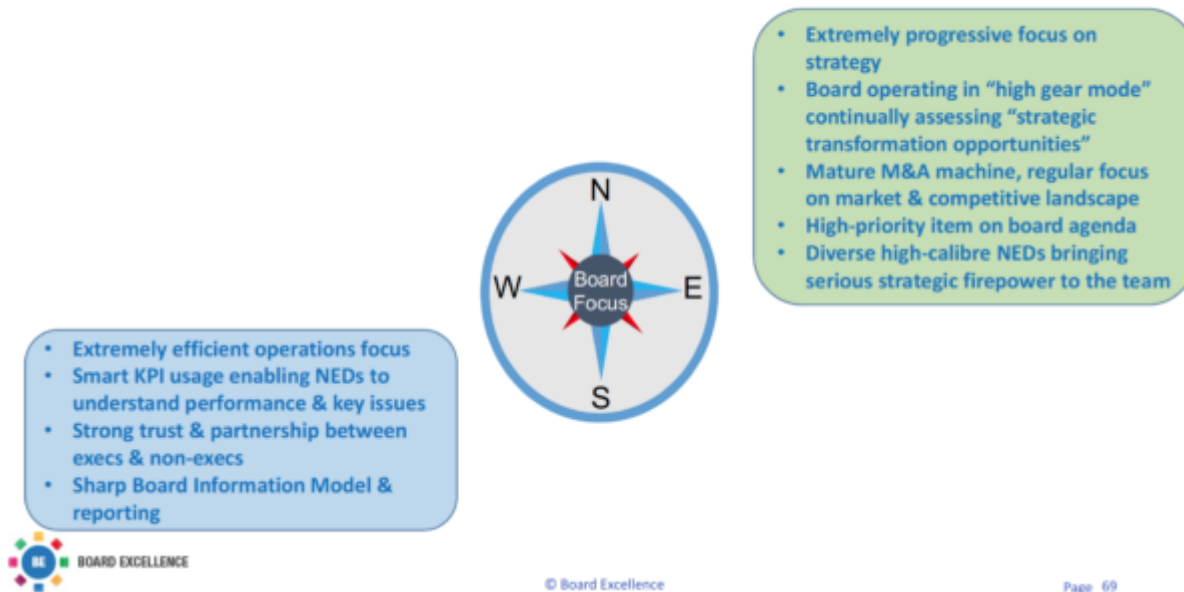 • Extremely progressive focus on
strategy
• Board operating in “high gear mode”
continually assessing “strategic
transformation opportunities”
• Mature M&A machine, regular focus
on market & competitive landscape
• High-priority item on board agenda
• Diverse high-calibre NEDs bringing
serious strategic firepower to the team
N
W
Board
Focus
E
S
• Extremely efficient operations focus
• Smart KPI usage enabling NEDs to
understand performance & key issues
• Strong trust & partnership between
execs & non-execs
• Sharp Board Information Model &
reporting
BE BOARD EXCELLENCE
© Board Excellence
Page 69